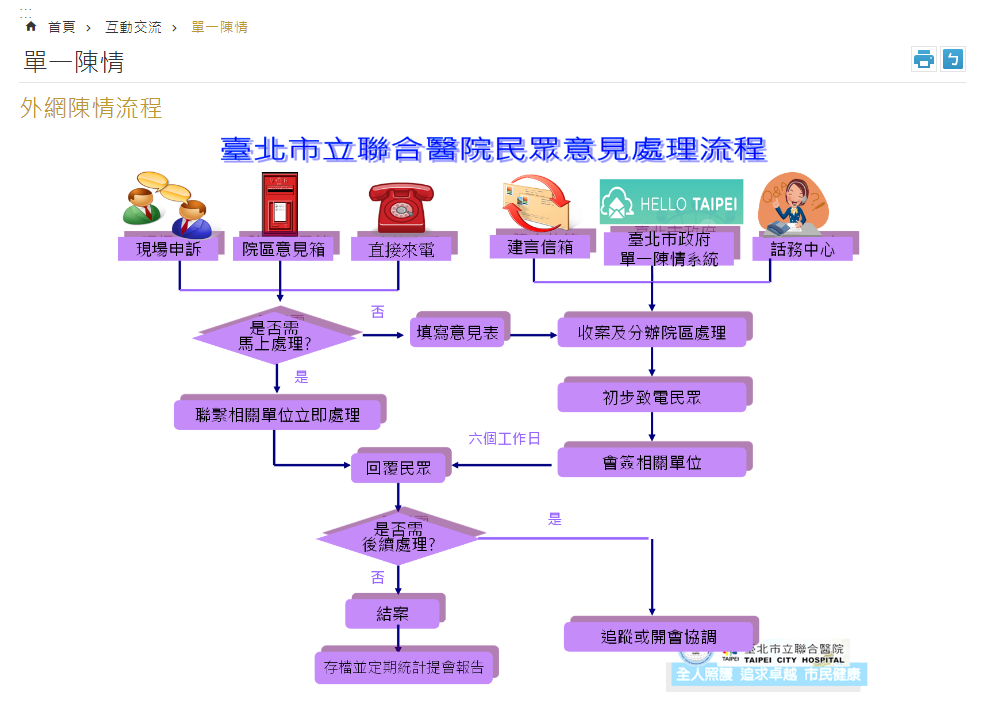 首頁 › 互動交流 › 單一陳情
單一陳情
外網陳情流程
臺北市立聯合醫院民眾意見處理流程
HELLO TAIPEI
Q&A
現場申訴
院區意見箱
直接來電
建言信箱
臺北市政府
單一陳情系統
話務中心
是否需
馬上處理?
否
填寫意見表
收案及分辦院區處理
是
初步致電民眾
聯繫相關單位立即處理
六個工作日
回覆民眾
會簽相關單位
是否需
後續處理?
是
否
結案
追蹤或開會協調
存檔並定期統計提會報告
臺北市立聯合醫院
TAIPEI TAIPEI CITY HOSPITAL
全人照護 追求卓越 市民健康